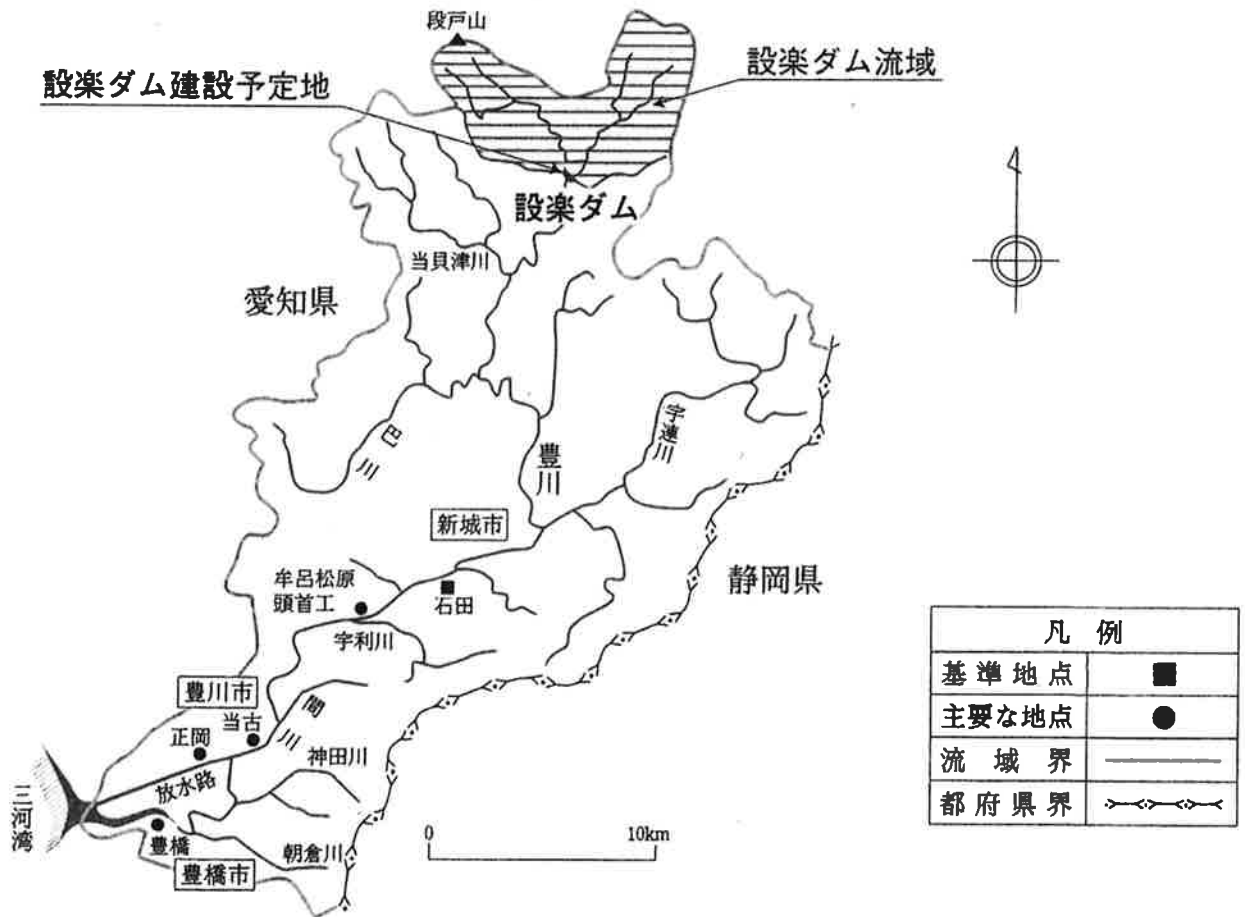 段戸山
設楽ダム建設予定地
設楽ダム流域
設楽ダム
当貝津川
愛知県
巴川
豊川
宇連川
新城市
静岡県
牟呂松原
頭首工
石田
宇利川
豊川市
当古
間川
正岡
神田川
放水路
三河湾
豊橋
朝倉川
豊橋市
0 10km
凡例
基準地点
主要な地点
流域界
都府県界